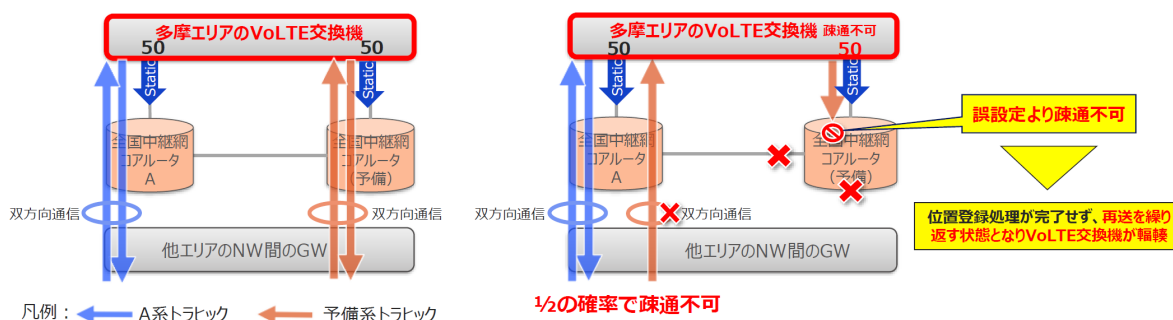 多摩エリアのVoLTE交換機
50
50
Static
Static
全国中継網
コアルータ
A
全国中継網
コアルータ
(予備)
双方向通信
双方向通信
他エリアのNW間のGW
凡例：
A系トラヒック
予備系トラヒック
多摩エリアのVoLTE交換機 疎通不可
50
50
Static
Static
全国中継網
コアルータ
A
全国中継網
コアルータ
(予備)
双方向通信
双方向通信
他エリアのNW間のGW
½の確率で疎通不可
誤設定より疎通不可
位置登録処理が完了せず、再送を繰り
返す状態となりVoLTE交換機が輻輳